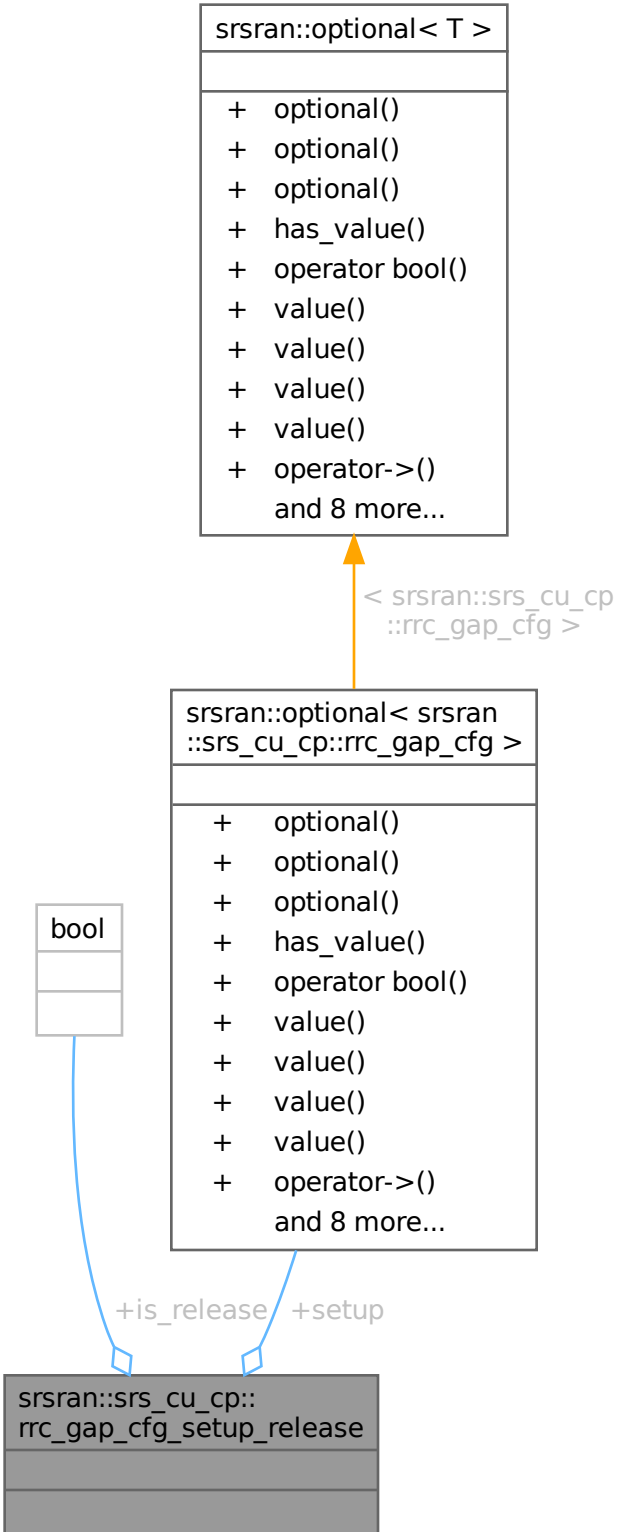 srsran::optional< T >
+ optional()
+ optional()
+ optional()
+ has_value()
+ operator bool()
+ value()
+ value()
+ value()
+ value()
+ operator->()
and 8 more...
< srsran::srs_cu_cp
::rrc_gap_cfg >
srsran::optional< srsran
::srs_cu_cp::rrc_gap_cfg >
+ optional()
+ optional()
+ optional()
+ has_value()
+ operator bool()
+ value()
+ value()
+ value()
+ value()
+ operator->()
and 8 more...
bool
+is_release
+setup
srsran::srs_cu_cp::
rrc_gap_cfg_setup_release